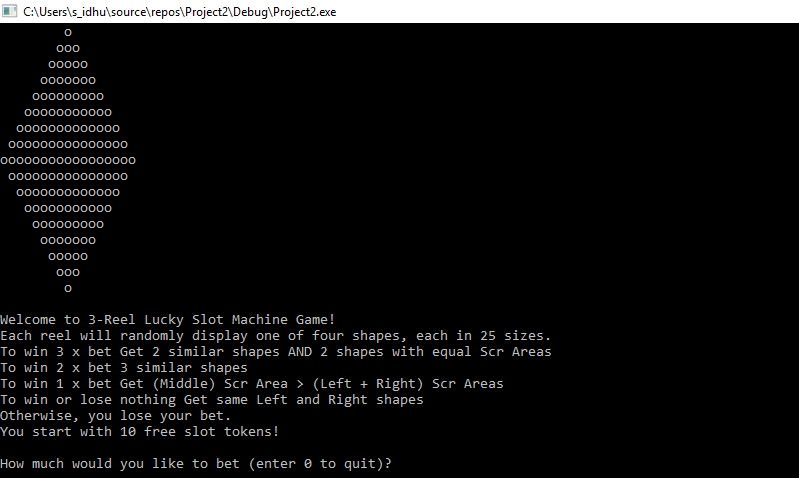 C:\Users\s_idhu\source\repos\Project2\Debug\Project2.exe
o
ooo
ooooo
ooooooo
ooooooooo
ooooooooooo
ooooooooooooo
ooooooooooooooo
ooooooooooooooooo
ooooooooooooooo
ooooooooooooo
ooooooooooo
ooooooooo
ooooooo
ooooo
ooo
o
Welcome to 3-Reel Lucky Slot Machine Game!
Each reel will randomly display one of four shapes, each in 25 sizes.
To win 3 x bet Get 2 similar shapes AND 2 shapes with equal Scr Areas
To win 2 x bet 3 similar shapes
To win 1 x bet Get (Middle) Scr Area > (Left + Right) Scr Areas
To win or lose nothing Get same Left and Right shapes
Otherwise, you lose your bet.
You start with 10 free slot tokens!
How much would you like to bet (enter 0 to quit)?